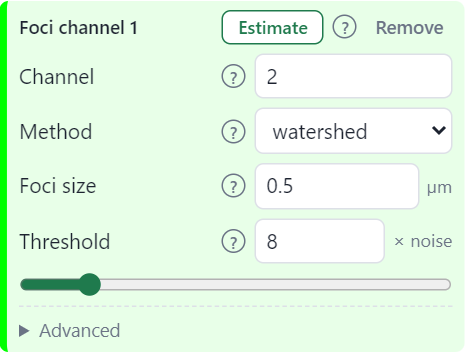 Foci channel 1 Estimate ? Remove
Channel ? 2
Method ? watershed
Foci size ? 0.5 μm
Threshold ? 8 × noise
Advanced